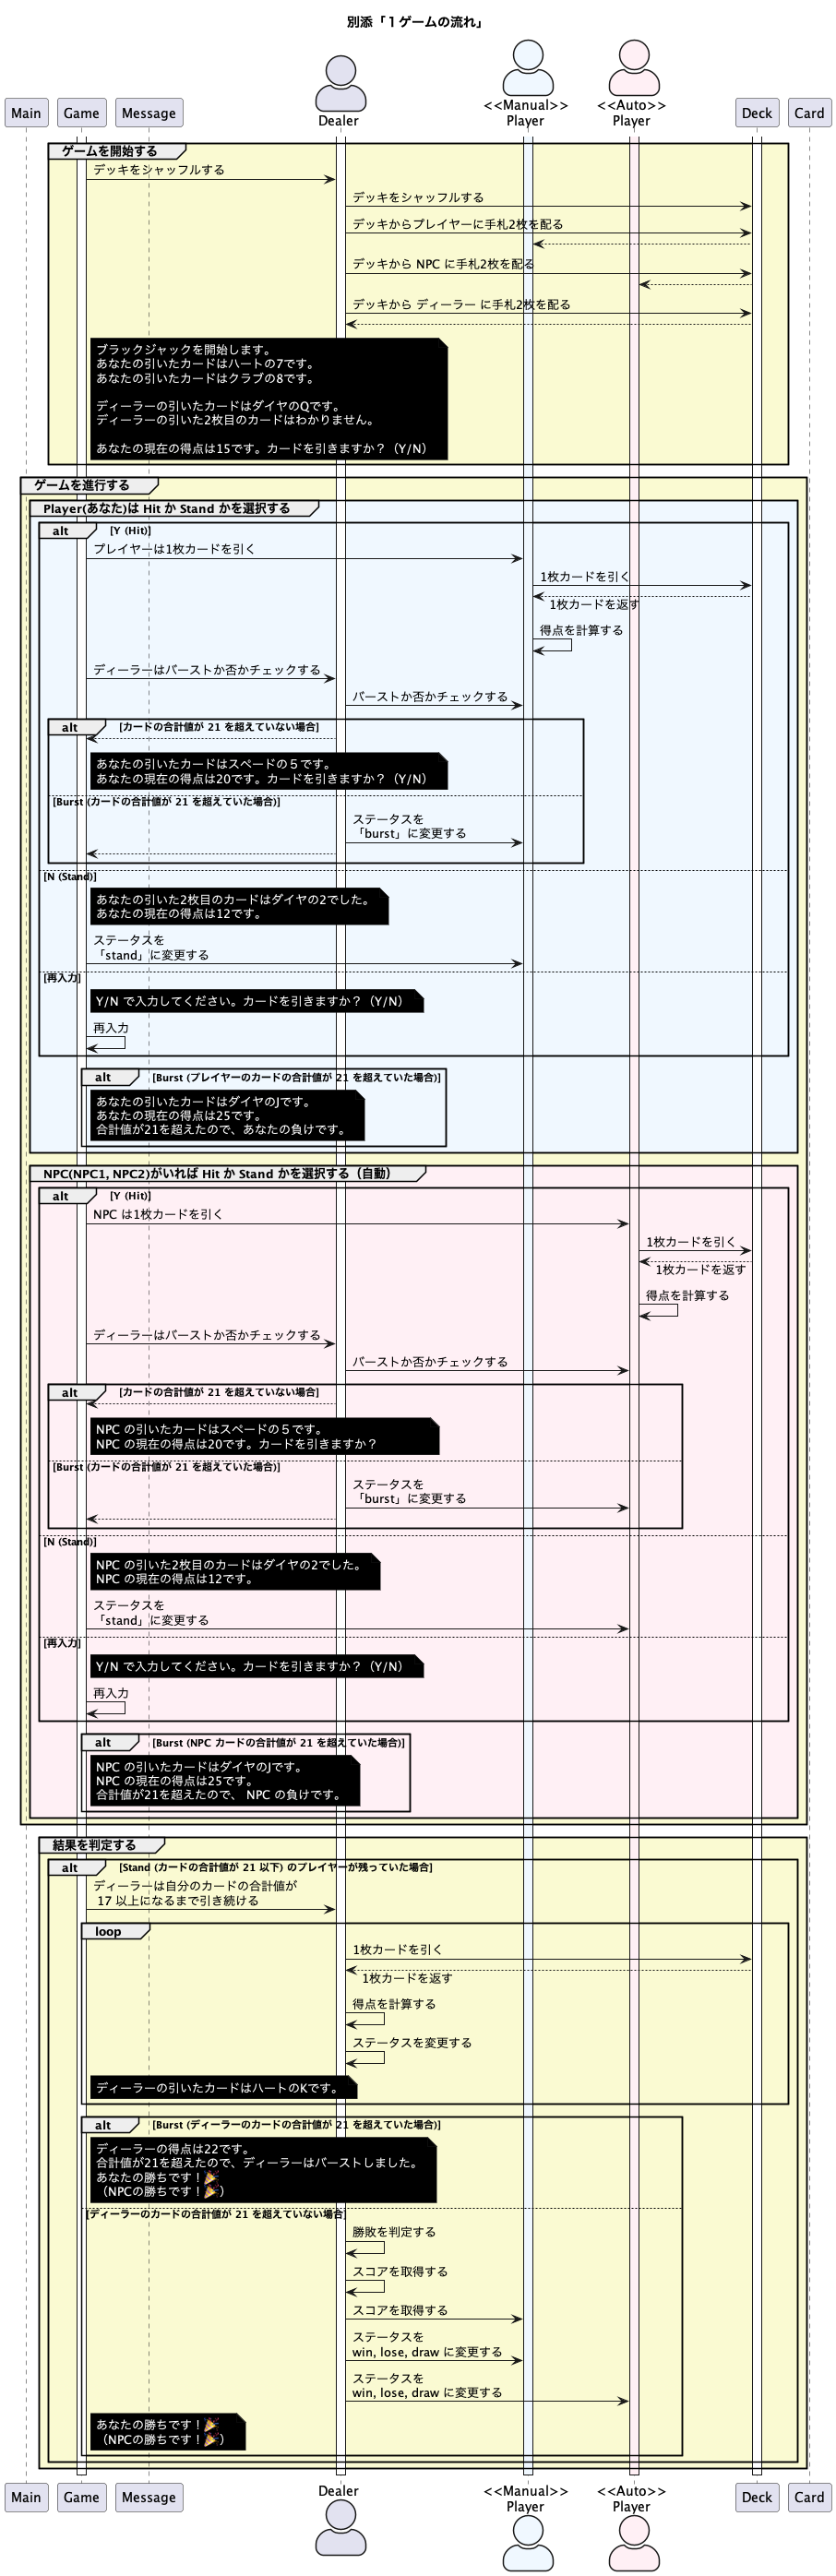 別添「１ゲームの流れ」
Main
Game
Message
Dealer
<<Manual>>
Player
<<Auto>>
Player
Deck
Card
ゲームを開始する
デッキをシャッフルする
デッキをシャッフルする
デッキからプレイヤーに手札2枚を配る
デッキから NPC に手札2枚を配る
デッキから ディーラー に手札2枚を配る
ブラックジャックを開始します。
あなたの引いたカードはハートの7です。
あなたの引いたカードはクラブの8です。
ディーラーの引いたカードはダイヤのQです。
ディーラーの引いた2枚目のカードはわかりません。
あなたの現在の得点は15です。カードを引きますか？（Y/N）
ゲームを進行する
Player(あなた)は Hit か Stand かを選択する
alt
[Y (Hit)]
プレイヤーは1枚カードを引く
1枚カードを引く
1枚カードを返す
得点を計算する
ディーラーはバーストか否かチェックする
バーストか否かチェックする
alt
[カードの合計値が 21 を超えていない場合]
あなたの引いたカードはスペードの５です。
あなたの現在の得点は20です。カードを引きますか？（Y/N）
[Burst (カードの合計値が 21 を超えていた場合)]
ステータスを
「burst」に変更する
[N (Stand)]
あなたの引いた2枚目のカードはダイヤの2でした。
あなたの現在の得点は12です。
ステータスを
「stand」に変更する
[再入力]
Y/N で入力してください。カードを引きますか？（Y/N）
再入力
alt
[Burst (プレイヤーのカードの合計値が 21 を超えていた場合)]
あなたの引いたカードはダイヤのJです。
あなたの現在の得点は25です。
合計値が21を超えたので、あなたの負けです。
NPC(NPC1, NPC2)がいれば Hit か Stand かを選択する（自動）
alt
[Y (Hit)]
NPC は1枚カードを引く
1枚カードを引く
1枚カードを返す
得点を計算する
ディーラーはバーストか否かチェックする
バーストか否かチェックする
alt
[カードの合計値が 21 を超えていない場合]
NPC の引いたカードはスペードの５です。
NPC の現在の得点は20です。カードを引きますか？
[Burst (カードの合計値が 21 を超えていた場合)]
ステータスを
「burst」に変更する
[N (Stand)]
NPC の引いた2枚目のカードはダイヤの2でした。
NPC の現在の得点は12です。
ステータスを
「stand」に変更する
[再入力]
Y/N で入力してください。カードを引きますか？（Y/N）
再入力
alt
[Burst (NPC カードの合計値が 21 を超えていた場合)]
NPC の引いたカードはダイヤのJです。
NPC の現在の得点は25です。
合計値が21を超えたので、 NPC の負けです。
結果を判定する
alt
[Stand (カードの合計値が 21 以下) のプレイヤーが残っていた場合]
ディーラーは自分のカードの合計値が
17 以上になるまで引き続ける
loop
1枚カードを引く
1枚カードを返す
得点を計算する
ステータスを変更する
ディーラーの引いたカードはハートのKです。
alt
[Burst (ディーラーのカードの合計値が 21 を超えていた場合)]
ディーラーの得点は22です。
合計値が21を超えたので、ディーラーはバーストしました。
あなたの勝ちです！🎉
（NPCの勝ちです！🎉）
[ディーラーのカードの合計値が 21 を超えていない場合]
勝敗を判定する
スコアを取得する
スコアを取得する
ステータスを
win, lose, draw に変更する
ステータスを
win, lose, draw に変更する
あなたの勝ちです！🎉
（NPCの勝ちです！🎉）
Main
Game
Message
Dealer
<<Manual>>
Player
<<Auto>>
Player
Deck
Card